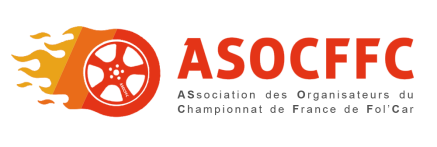 ASOCFFC
ASsociation des Organisateurs du
Championnat de France de Fol'Car